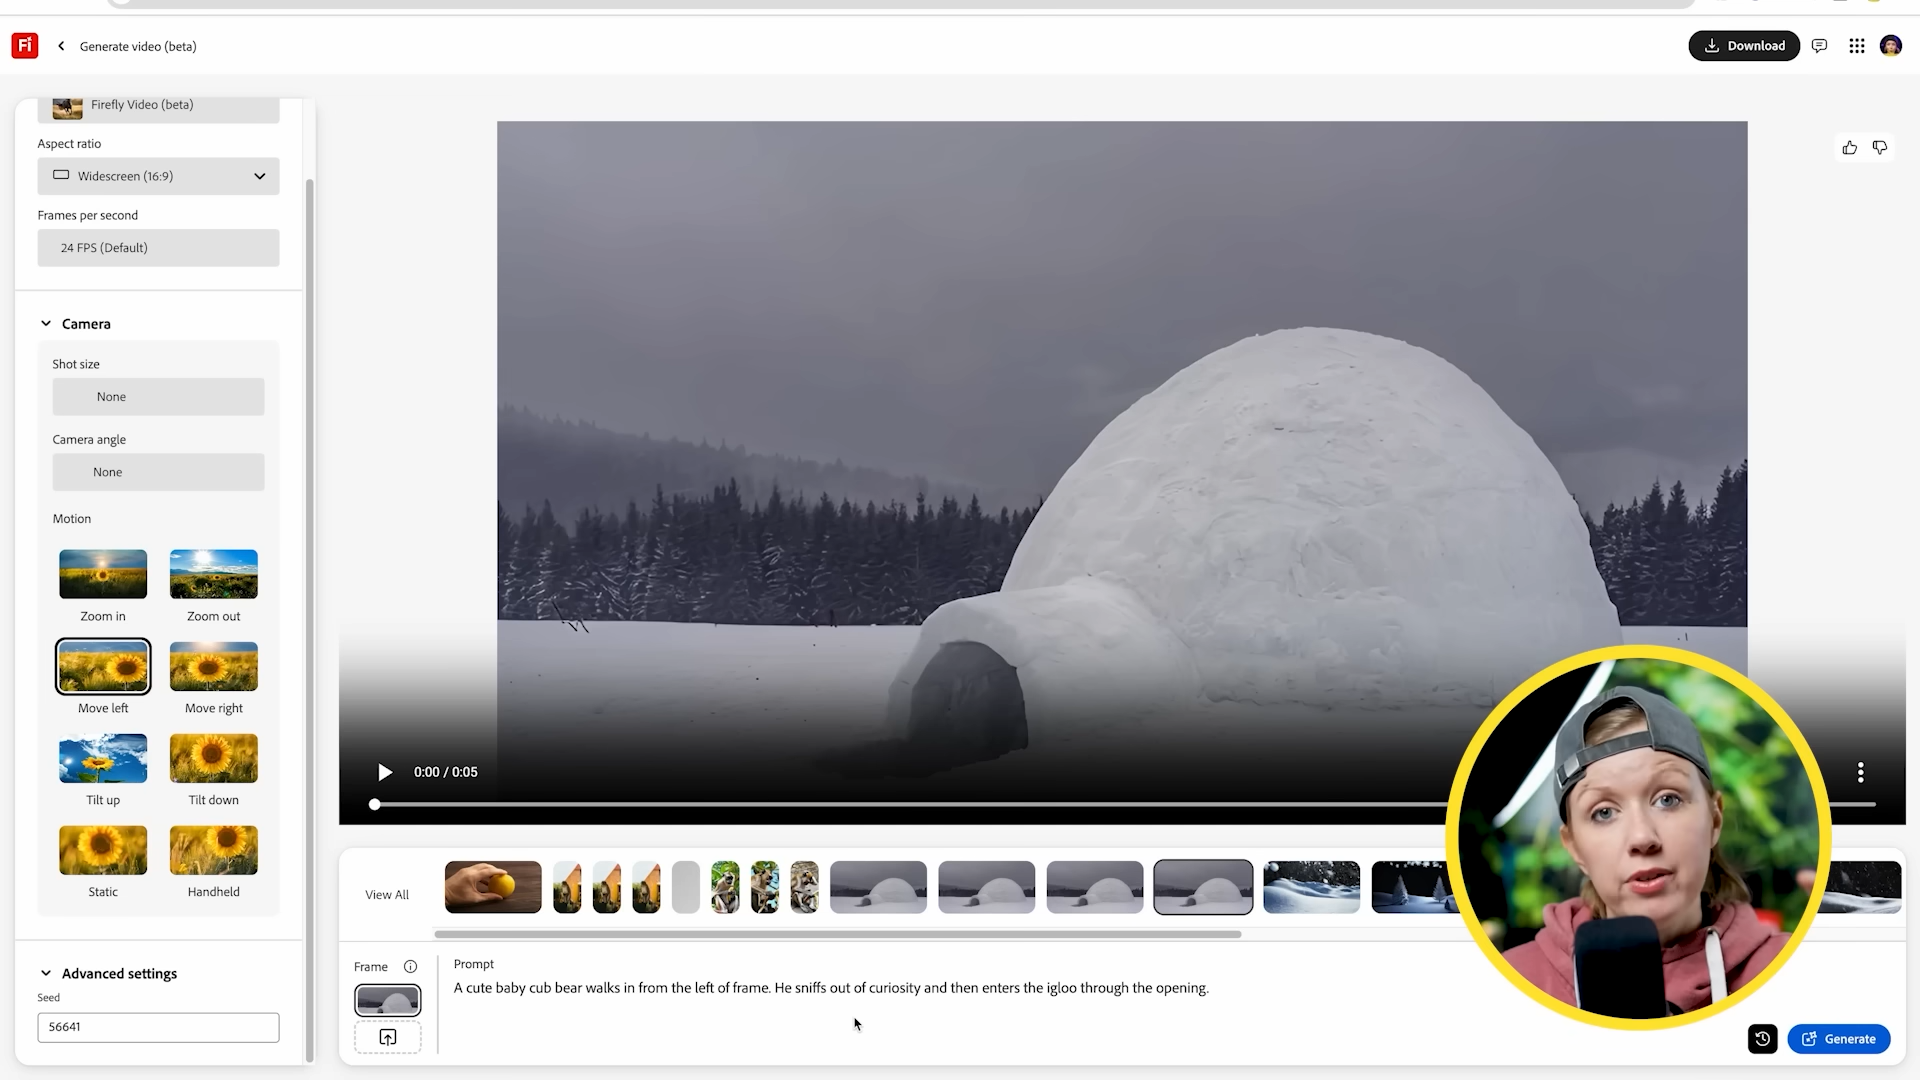 Fi
Generate video (beta)
Download
Firefly Video (beta)
Aspect ratio
Widescreen (16:9)
Frames per second
24 FPS (Default)
Camera
Shot size
None
Camera angle
None
Motion
Zoom in
Zoom out
Move left
Move right
Tilt up
Tilt down
Static
Handheld
Advanced settings
Seed
56641
0:00 / 0:05
View All
Frame
Prompt
A cute baby cub bear walks in from the left of frame. He sniffs out of curiosity and then enters the igloo through the opening.
Generate